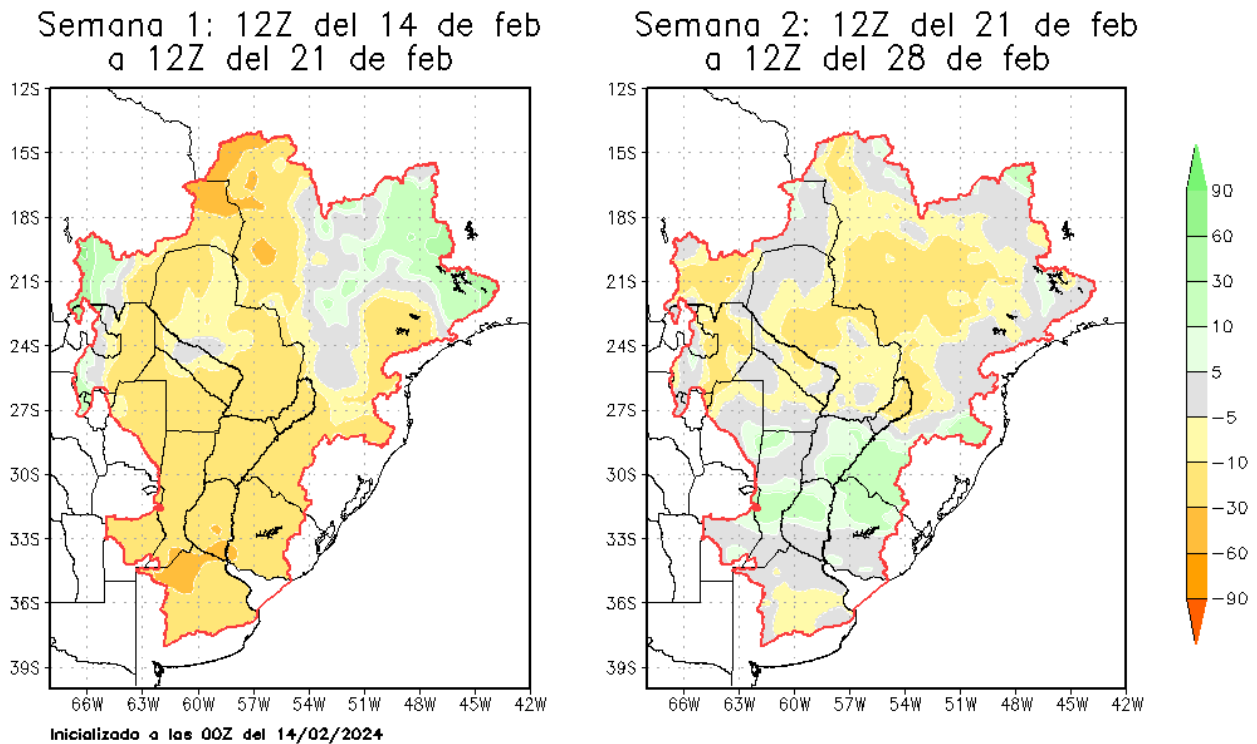 Semana 1: 12Z del 14 de feb
a 12Z del 21 de feb
Semana 2: 12Z del 21 de feb
a 12Z del 28 de feb
12S
15S
18S
21S
24S
27S
30S
33S
36S
39S
66W 63W 60W 57W 54W 51W 48W 45W 42W
12S
15S
18S
21S
24S
27S
30S
33S
36S
39S
66W 63W 60W 57W 54W 51W 48W 45W 42W
90
60
30
10
5
-5
-10
-30
-60
-90
Inicializado a las 00Z del 14/02/2024